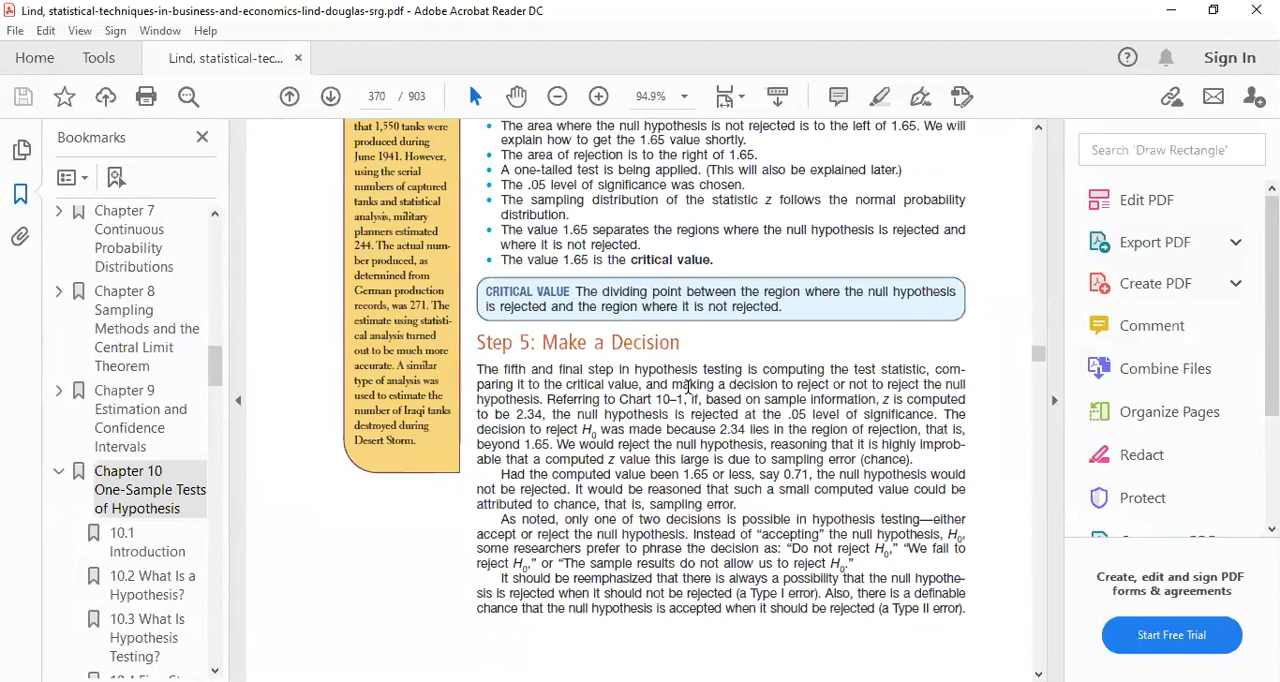 Lind, statistical-techniques-in-business-and-economics-lind-douglas-srg.pdf - Adobe Acrobat Reader DC
File Edit View Sign Window Help
Home Tools Lind, statistical-tec... × Sign In
370 / 903 94.9%
Bookmarks
Chapter 7
Continuous
Probability
Distributions
Chapter 8
Sampling
Methods and the
Central Limit
Theorem
Chapter 9
Estimation and
Confidence
Intervals
Chapter 10
One-Sample Tests
of Hypothesis
10.1
Introduction
10.2 What Is a
Hypothesis?
10.3 What Is
Hypothesis
Testing?
that 1,550 tanks were
produced during
June 1941. However,
using the serial
numbers of captured
tanks and statistical
analysis, military
planners estimated
244. The actual num-
ber produced, as
determined from
German production
records, was 271. The
estimate using statisti-
cal analysis turned
out to be much more
accurate. A similar
type of analysis was
used to estimate the
number of Iraqi tanks
destroyed during
Desert Storm.
• The area where the null hypothesis is not rejected is to the left of 1.65. We will
explain how to get the 1.65 value shortly.
• The area of rejection is to the right of 1.65.
• A one-tailed test is being applied. (This will also be explained later.)
• The .05 level of significance was chosen.
• The sampling distribution of the statistic z follows the normal probability
distribution.
• The value 1.65 separates the regions where the null hypothesis is rejected and
where it is not rejected.
• The value 1.65 is the critical value.
CRITICAL VALUE The dividing point between the region where the null hypothesis
is rejected and the region where it is not rejected.
Step 5: Make a Decision
The fifth and final step in hypothesis testing is computing the test statistic, com-
paring it to the critical value, and making a decision to reject or not to reject the null
hypothesis. Referring to Chart 10–1, if, based on sample information, z is computed
to be 2.34, the null hypothesis is rejected at the .05 level of significance. The
decision to reject H0 was made because 2.34 lies in the region of rejection, that is,
beyond 1.65. We would reject the null hypothesis, reasoning that it is highly improb-
able that a computed z value this large is due to sampling error (chance).
Had the computed value been 1.65 or less, say 0.71, the null hypothesis would
not be rejected. It would be reasoned that such a small computed value could be
attributed to chance, that is, sampling error.
As noted, only one of two decisions is possible in hypothesis testing—either
accept or reject the null hypothesis. Instead of “accepting” the null hypothesis, H0,
some researchers prefer to phrase the decision as: “Do not reject H0,” “We fail to
reject H0,” or “The sample results do not allow us to reject H0.”
It should be reemphasized that there is always a possibility that the null hypothe-
sis is rejected when it should not be rejected (a Type I error). Also, there is a definable
chance that the null hypothesis is accepted when it should be rejected (a Type II error).
Search 'Draw Rectangle'
Edit PDF
Export PDF
Create PDF
Comment
Combine Files
Organize Pages
Redact
Protect
Create, edit and sign PDF
forms & agreements
Start Free Trial